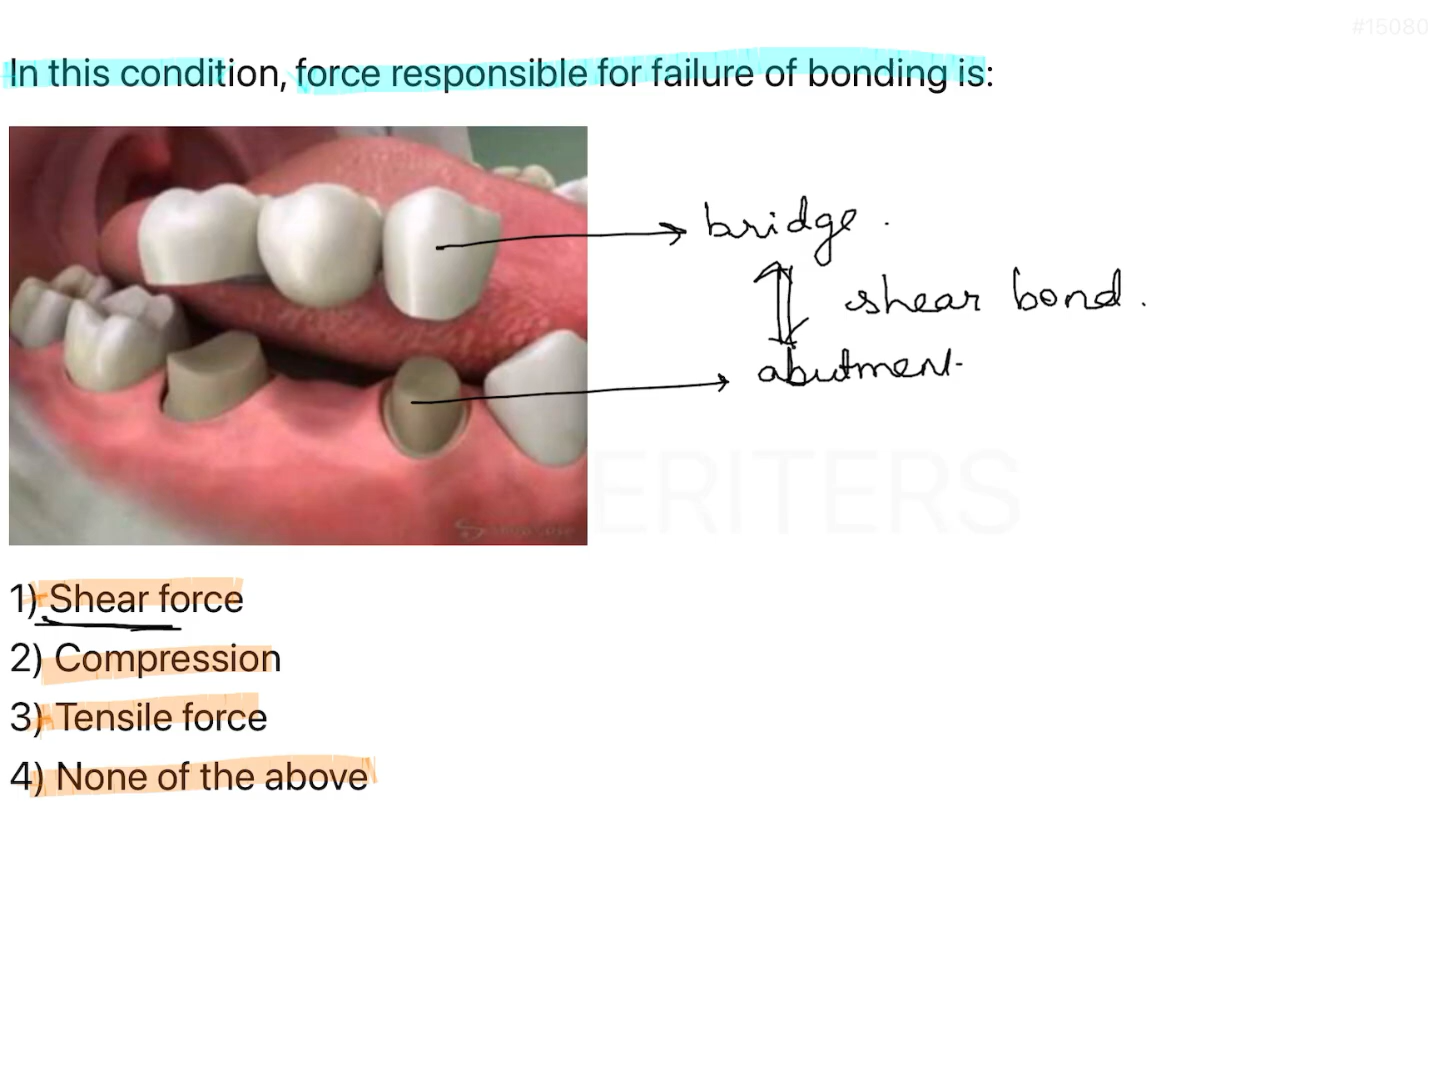 #15080
In this condition, force responsible for failure of bonding is:
bridge.
shear bond.
abutment.
ERITERS
1) Shear force
2) Compression
3) Tensile force
4) None of the above